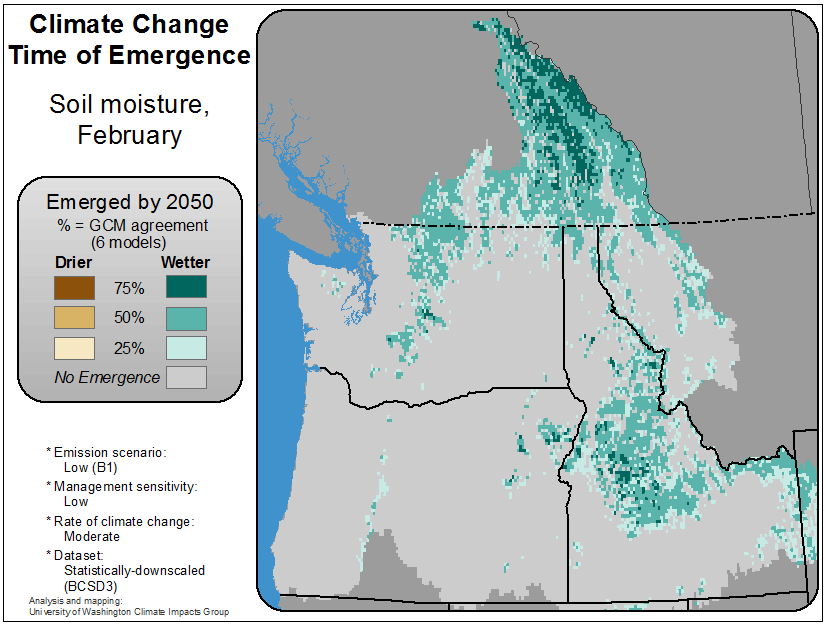 Climate Change
Time of Emergence
Soil moisture,
February
Emerged by 2050
% = GCM agreement
(6 models)
Drier Wetter
75%
50%
25%
No Emergence
* Emission scenario:
Low (B1)
* Management sensitivity:
Low
* Rate of climate change:
Moderate
* Dataset:
Statistically-downscaled
(BCSD3)
Analysis and mapping:
University of Washington Climate Impacts Group